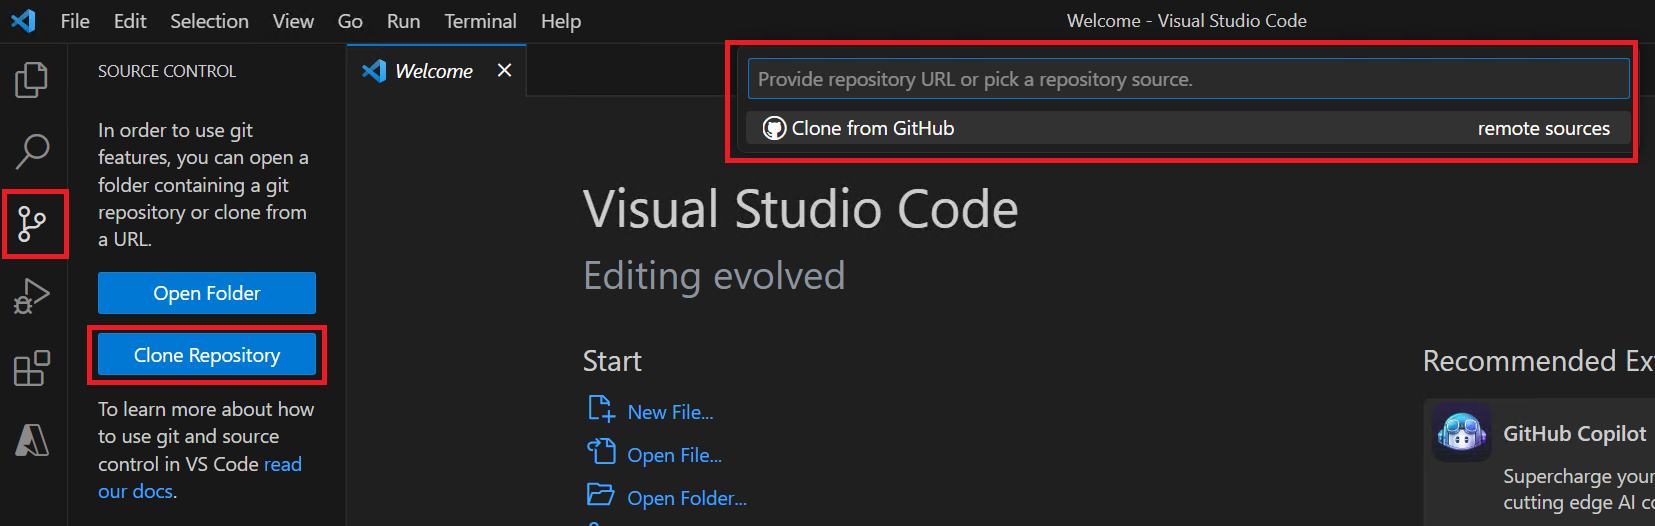 File Edit Selection View Go Run Terminal Help
Welcome - Visual Studio Code
SOURCE CONTROL
In order to use git
features, you can open a
folder containing a git
repository or clone from
a URL.
Open Folder
Clone Repository
To learn more about how
to use git and source
control in VS Code read
our docs.
Welcome
Provide repository URL or pick a repository source.
Clone from GitHub
remote sources
Visual Studio Code
Editing evolved
Start
New File...
Open File...
Open Folder...
Recommended Ext
GitHub Copilot
Supercharge your
cutting edge AI co